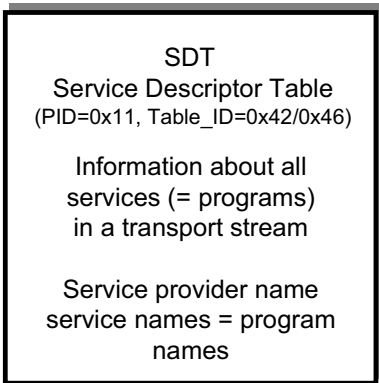 SDT
Service Descriptor Table
(PID=0x11, Table_ID=0x42/0x46)
Information about all
services (= programs)
in a transport stream
Service provider name
service names = program
names